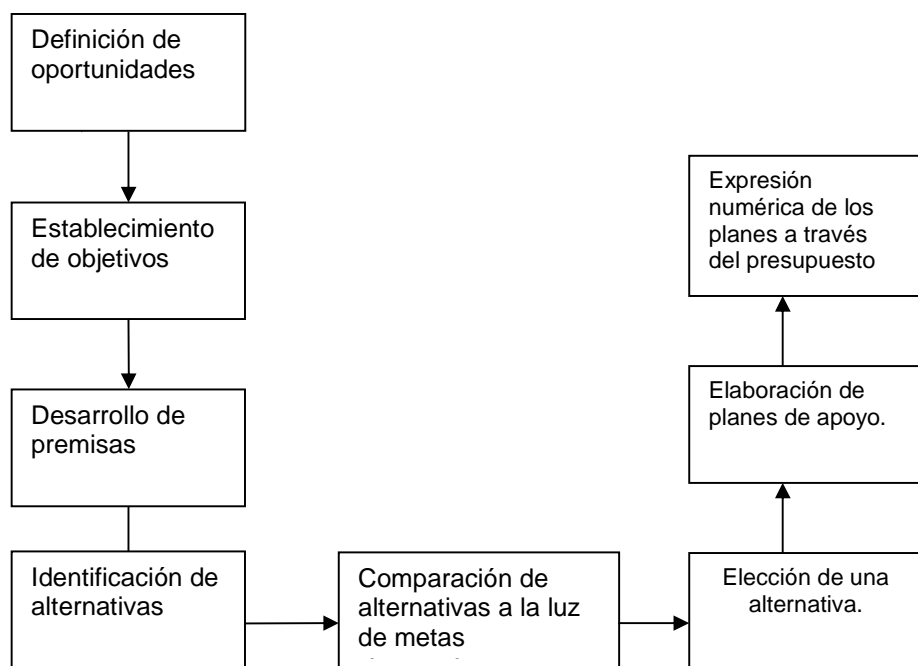 Definición de
oportunidades
Establecimiento
de objetivos
Desarrollo de
premisas
Identificación de
alternativas
Comparación de
alternativas a la luz
de metas
Elección de una
alternativa.
Elaboración de
planes de apoyo.
Expresión
numérica de los
planes a través
del presupuesto